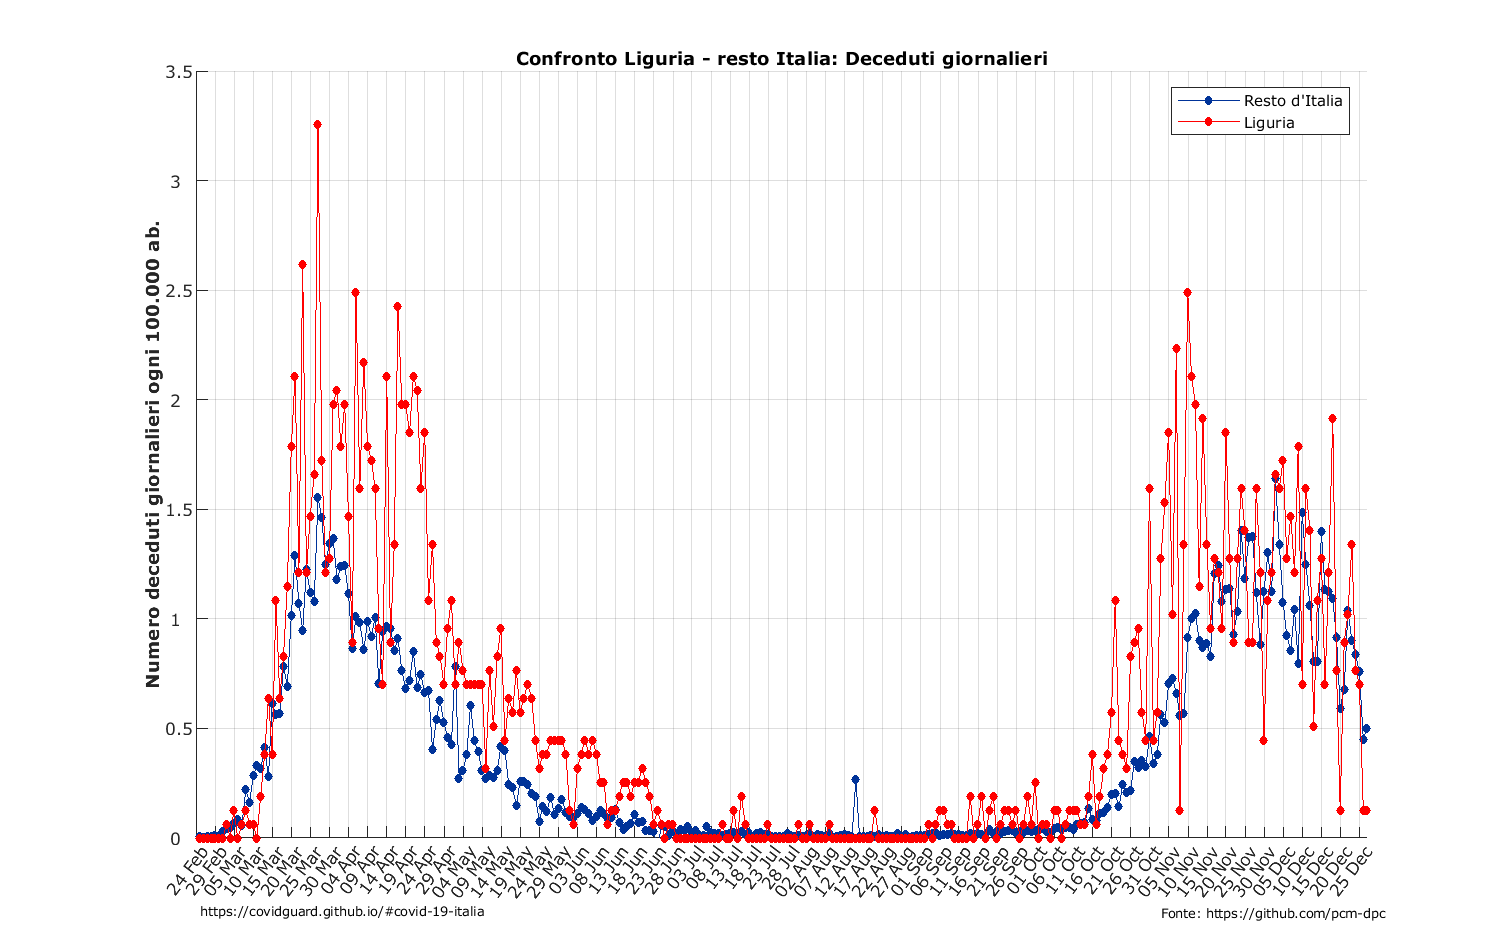 Confronto Liguria - resto Italia: Deceduti giornalieri
Resto d'Italia
Liguria
Numero deceduti giornalieri ogni 100.000 ab.
3.5
3
2.5
2
1.5
1
0.5
0
24 Feb
29 Feb
05 Mar
10 Mar
15 Mar
20 Mar
25 Mar
30 Mar
04 Apr
09 Apr
14 Apr
19 Apr
24 Apr
29 Apr
04 May
09 May
14 May
19 May
24 May
29 May
03 Jun
08 Jun
13 Jun
18 Jun
23 Jun
28 Jun
03 Jul
08 Jul
13 Jul
18 Jul
23 Jul
28 Jul
02 Aug
07 Aug
12 Aug
17 Aug
22 Aug
27 Aug
01 Sep
06 Sep
11 Sep
16 Sep
21 Sep
26 Sep
01 Oct
06 Oct
11 Oct
16 Oct
21 Oct
26 Oct
31 Oct
05 Nov
10 Nov
15 Nov
20 Nov
25 Nov
30 Nov
05 Dec
10 Dec
15 Dec
20 Dec
25 Dec
https://covidguard.github.io/#covid-19-italia
Fonte: https://github.com/pcm-dpc